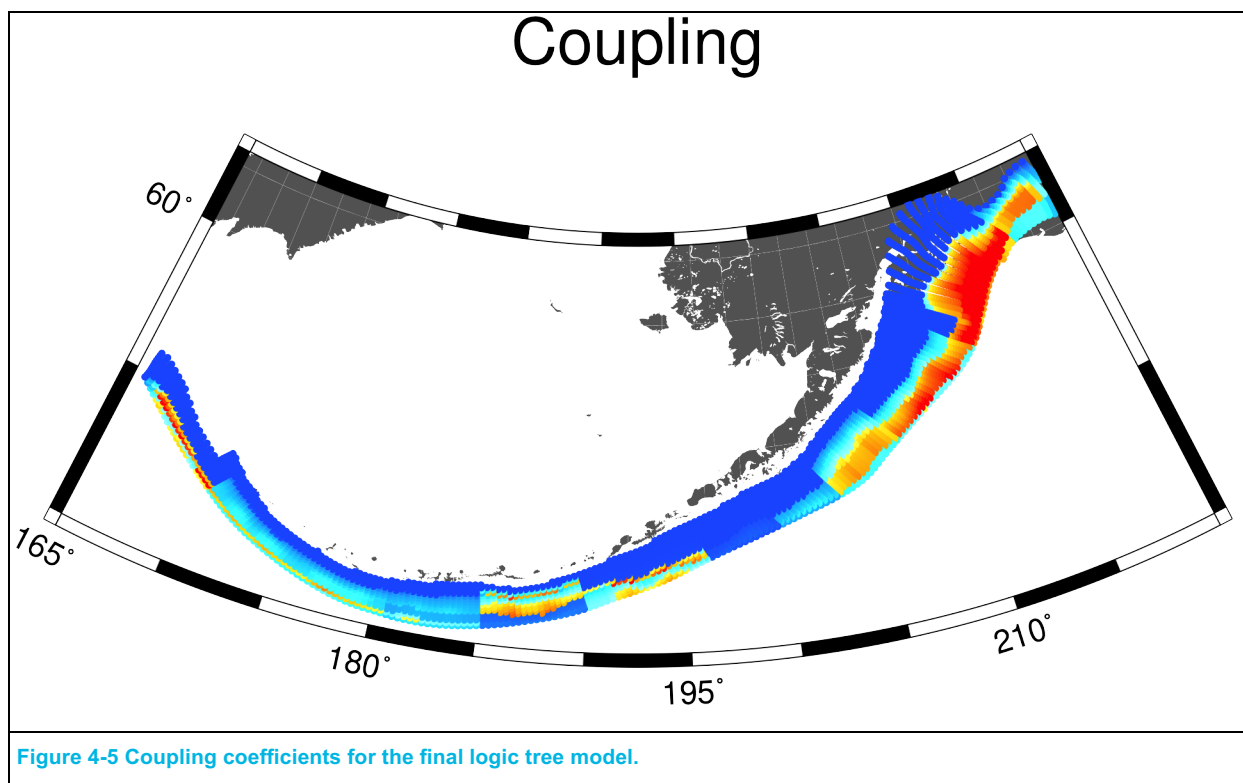 Coupling
60°
165°
180°
195°
210°
Figure 4-5 Coupling coefficients for the final logic tree model.